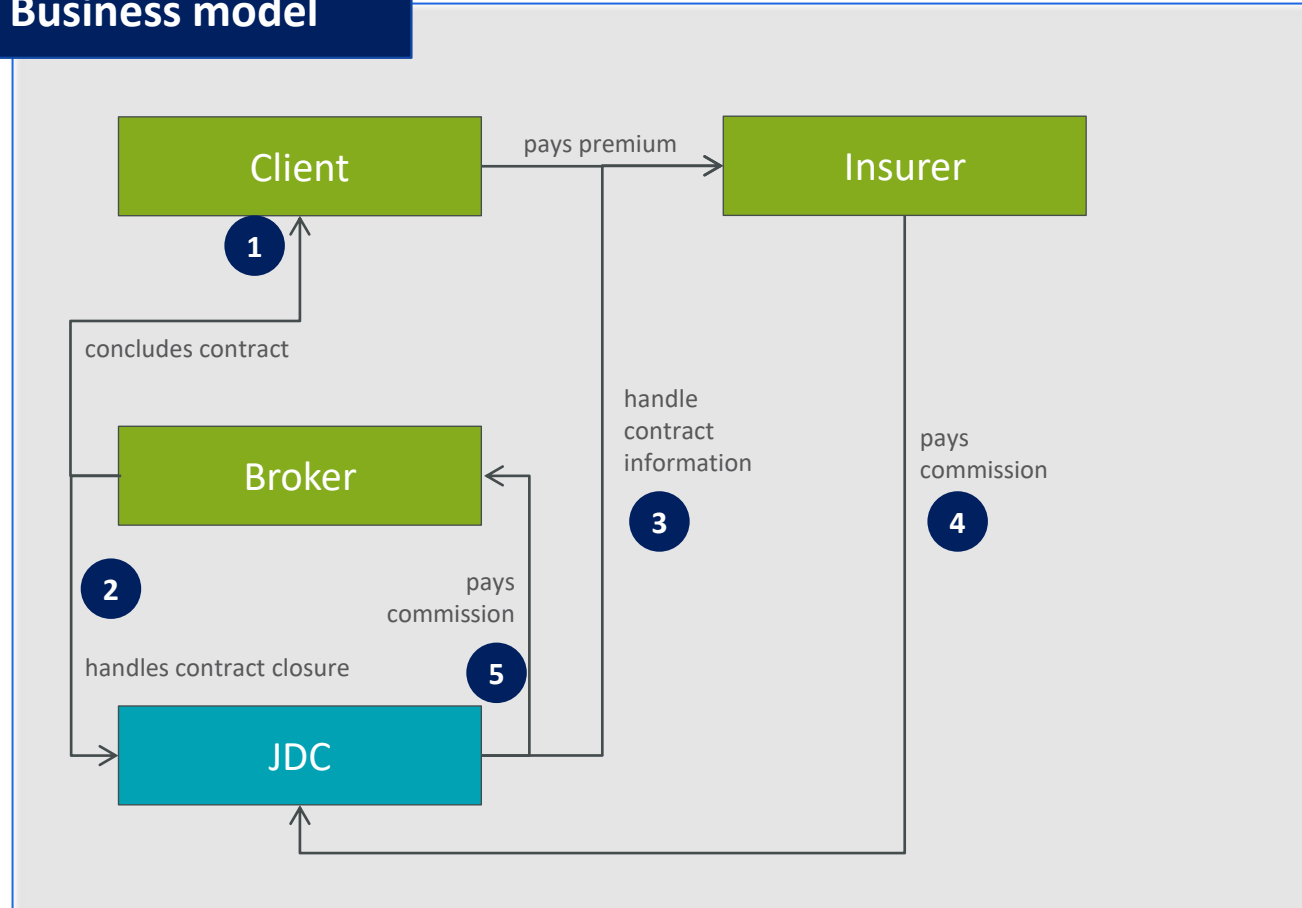 Business model
Client
pays premium
Insurer
1
concludes contract
handle
contract
information
3
pays
commission
4
Broker
2
pays
commission
handles contract closure
5
JDC